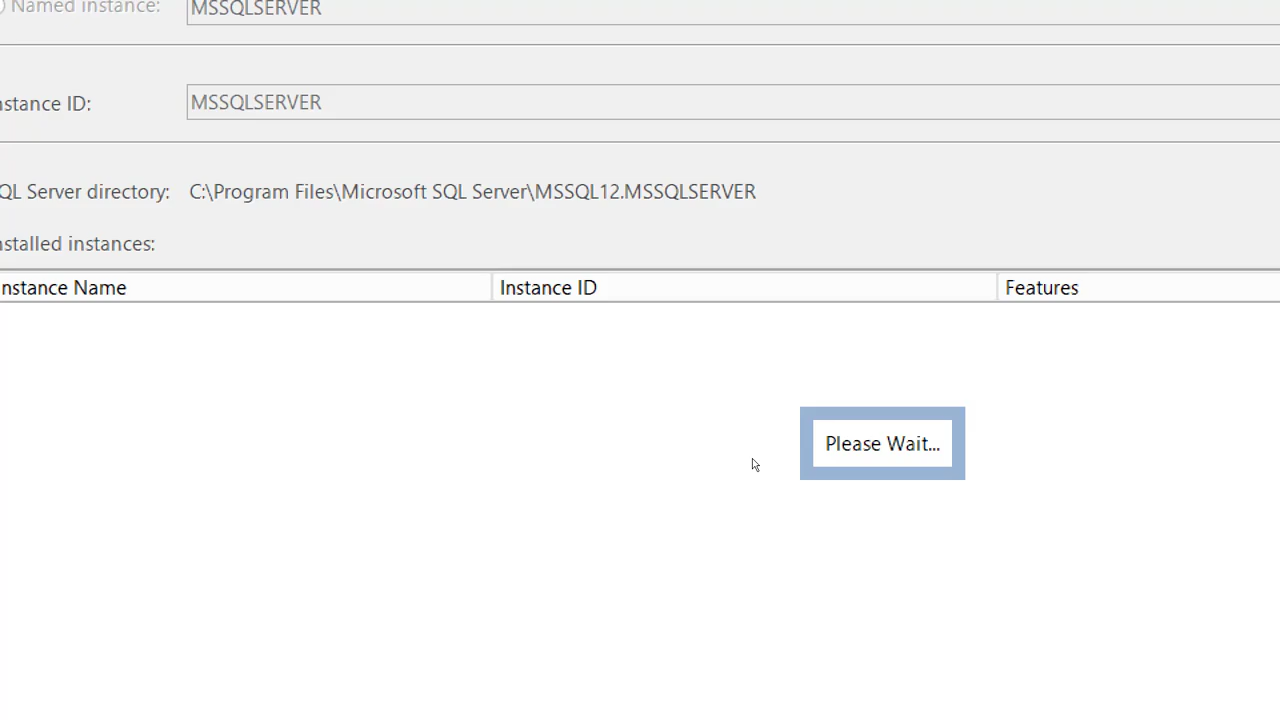 Named instance: MSSQLSERVER
nstance ID: MSSQLSERVER
QL Server directory: C:\Program Files\Microsoft SQL Server\MSSQL12.MSSQLSERVER
nstalled instances:
nstance Name Instance ID Features
Please Wait...